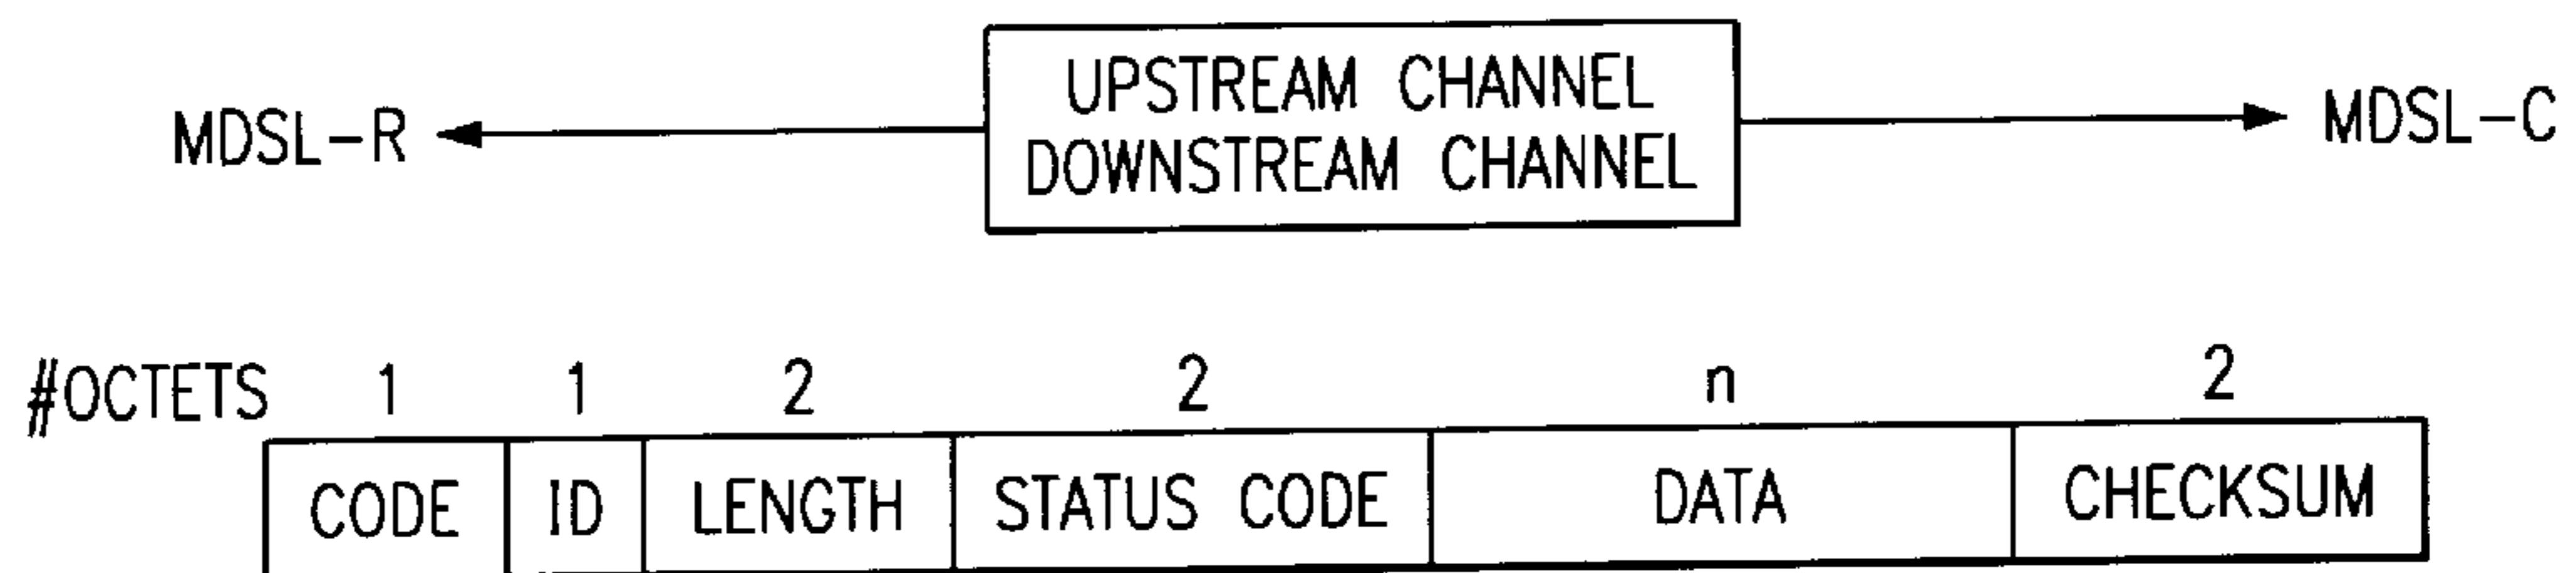 UPSTREAM CHANNEL
MDSL-R DOWNSTREAM CHANNEL MDSL-C
#OCTETS 1 1 2 2 n 2
CODE ID LENGTH STATUS CODE DATA CHECKSUM